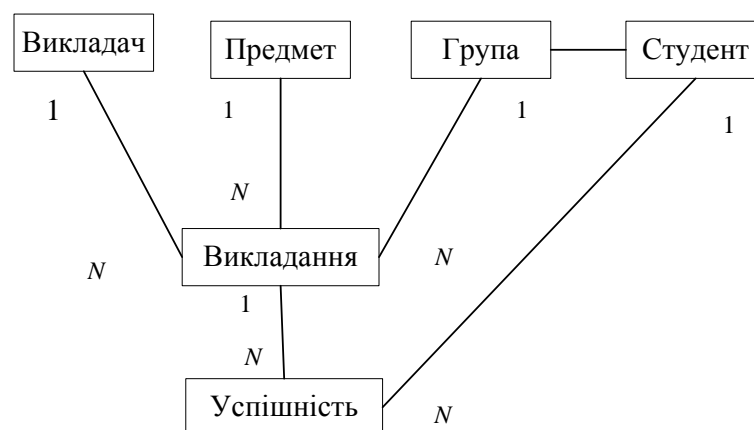 Викладач
Предмет
Група
Студент
1
1
1
1
N
N
Викладання
N
1
N
Успішність
N